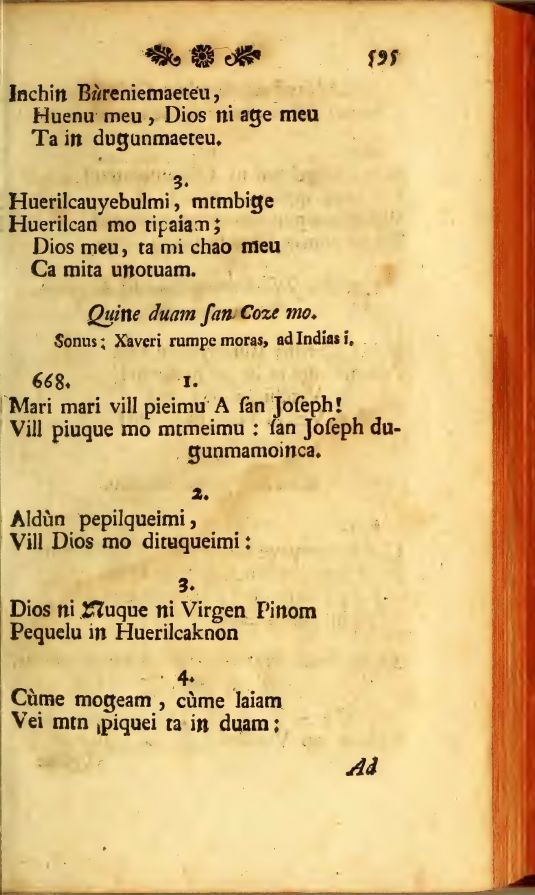 595
Inchin Bùreniemaeteu,
Huenu meu, Dios ni age meu
Ta in dugunmaeteu.
3.
Huerilcauyebulmi, mtmbige
Huerilcan mo tipaiam;
Dios meu, ta mi chao meu
Ca mita unotuam.
Quine duam ſan Coze mo.
Sonus; Xaveri rumpe moras, ad Indias i.
668. 1.
Mari mari vill pieimu A ſan Joſeph!
Vill piuque mo mtmeimu : ſan Joſeph du-
gunmamoinca.
2.
Aldùn pepilqueimi,
Vill Dios mo dituqueimi:
3.
Dios ni Ñuque ni Virgen Pinom
Pequelu in Huerilcaknon
4.
Cùme mogeam, cùme laiam
Vei mtn piquei ta in duam:
Ad